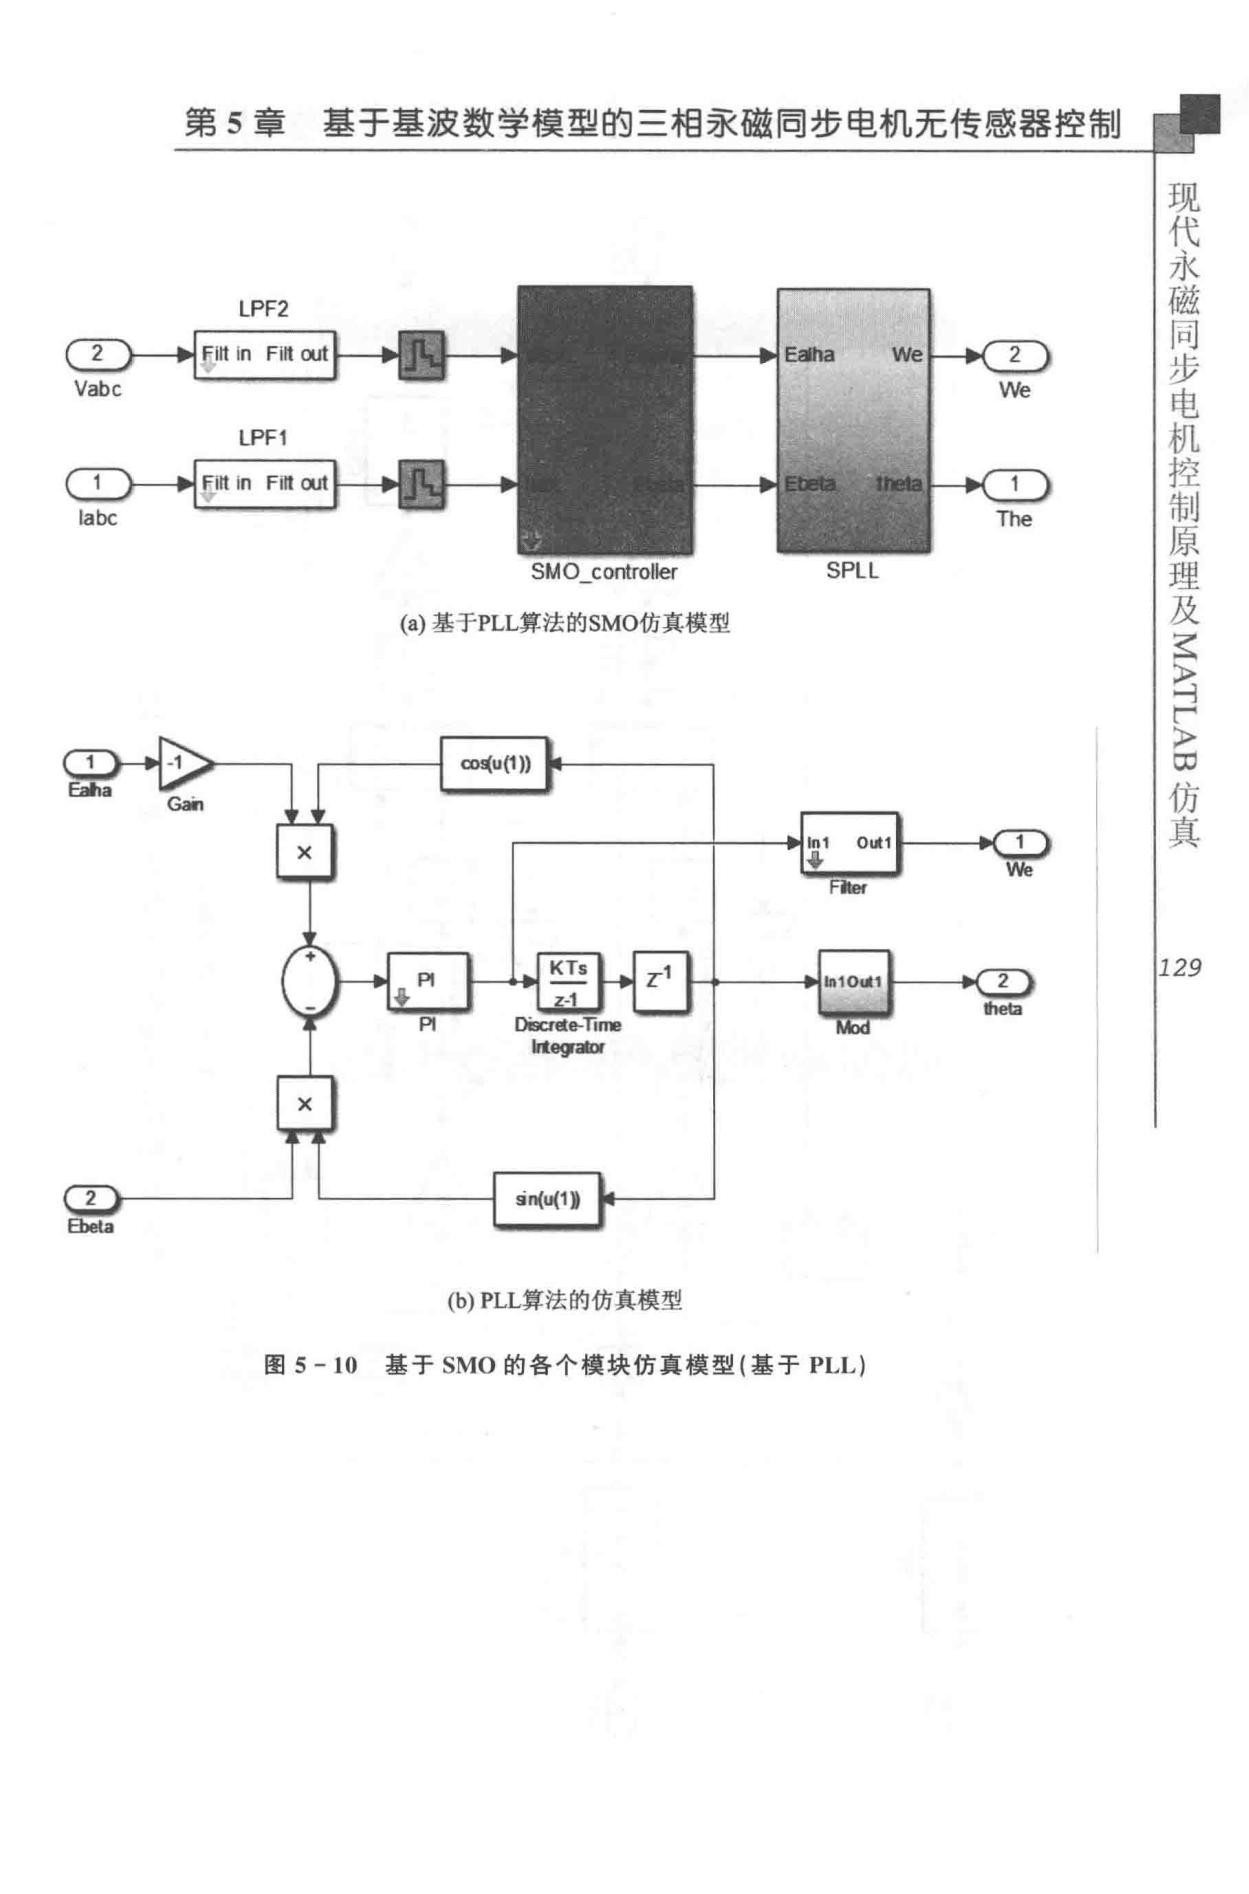 第 5 章 基于基波数学模型的三相永磁同步电机无传感器控制
LPF2
2
Filt in Filt out
Vabc
LPF1
1
Filt in Filt out
Iabc
Ebeta
SMO_controller
Ealha We
Ebeta theta
SPLL
2
We
1
The
(a) 基于PLL算法的SMO仿真模型
1
Ealha
-1
Gain
cos(u(1))
×
In1 Out1
Filter
1
We
+
−
PI
PI
KTs
z-1
Discrete-Time
Integrator
Z-1
In1Out1
Mod
2
theta
×
2
Ebeta
sin(u(1))
(b) PLL算法的仿真模型
图 5-10 基于 SMO 的各个模块仿真模型(基于 PLL)
现代永磁同步电机控制原理及MATLAB仿真
129